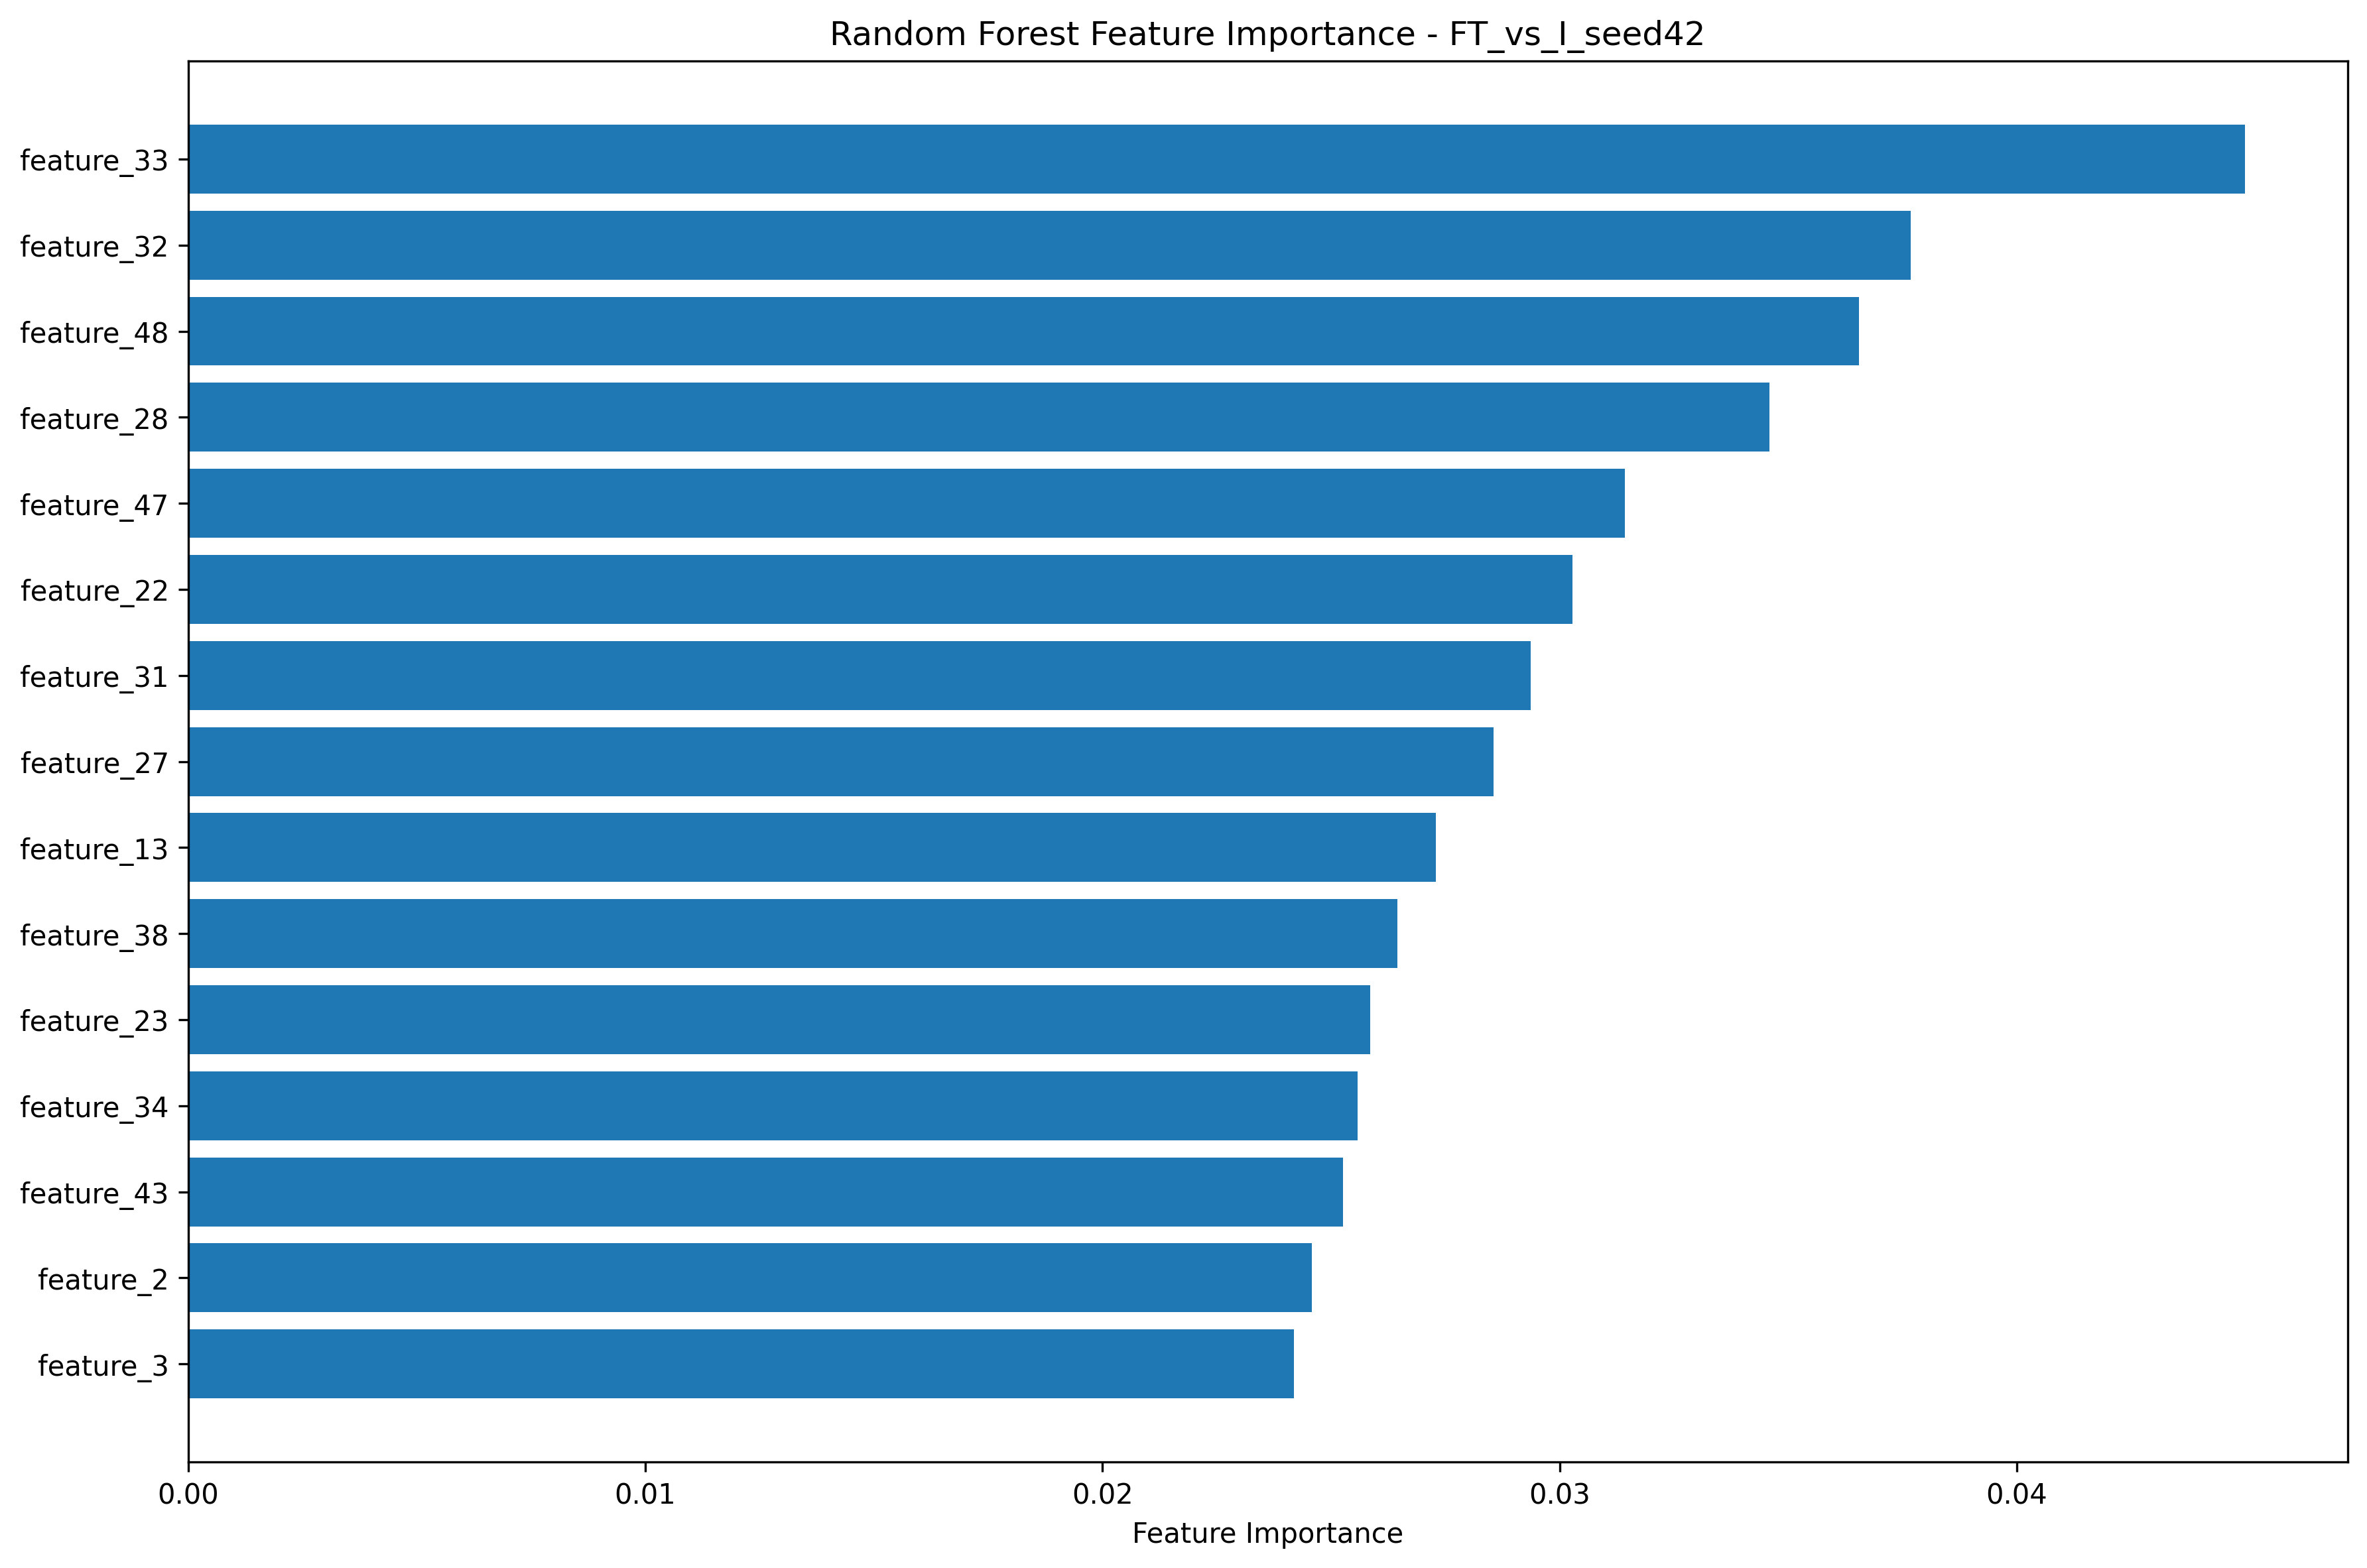 Random Forest Feature Importance - FT_vs_I_seed42
feature_33
feature_32
feature_48
feature_28
feature_47
feature_22
feature_31
feature_27
feature_13
feature_38
feature_23
feature_34
feature_43
feature_2
feature_3
0.00 0.01 0.02 0.03 0.04
Feature Importance